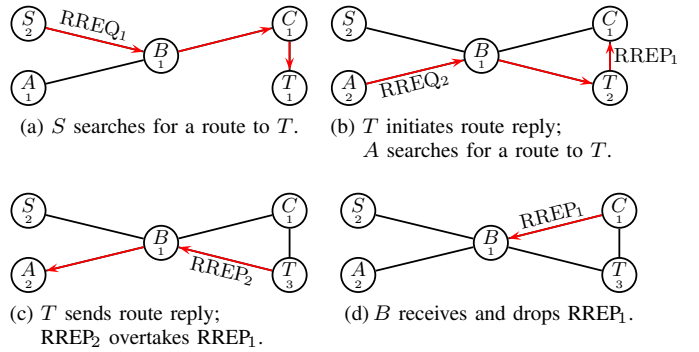 S 2
RREQ₁
B 1
C 1
A 1
T 1
(a) S searches for a route to T.
S 2
B 1
C 1
RREP₁
A 2
RREQ₂
T 2
(b) T initiates route reply;
A searches for a route to T.
S 2
B 1
C 1
A 2
RREP₂
T 3
(c) T sends route reply;
RREP₂ overtakes RREP₁.
S 2
B 1
RREP₁
C 1
A 2
T 3
(d) B receives and drops RREP₁.